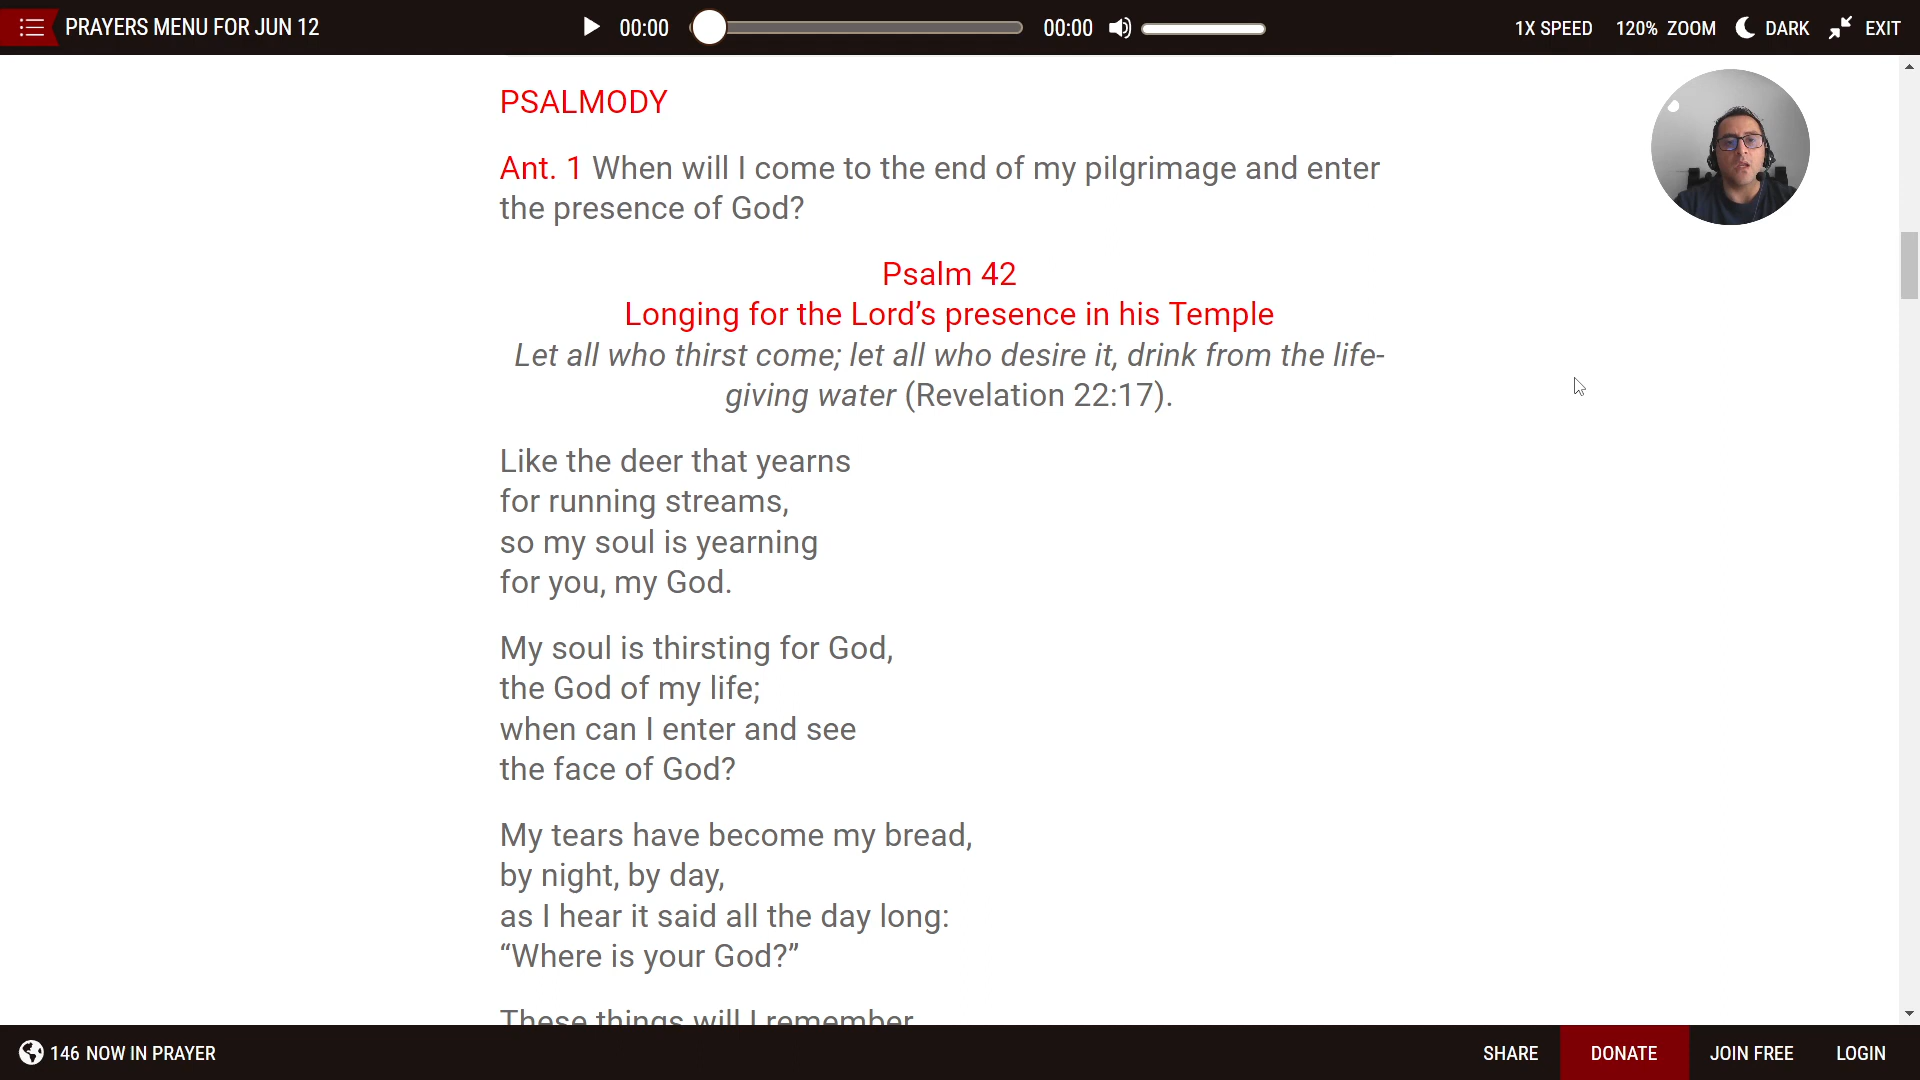 PRAYERS MENU FOR JUN 12
00:00
00:00
1X SPEED
120% ZOOM
DARK
EXIT
PSALMODY
Ant. 1 When will I come to the end of my pilgrimage and enter
the presence of God?
Psalm 42
Longing for the Lord’s presence in his Temple
Let all who thirst come; let all who desire it, drink from the life-
giving water (Revelation 22:17).
Like the deer that yearns
for running streams,
so my soul is yearning
for you, my God.
My soul is thirsting for God,
the God of my life;
when can I enter and see
the face of God?
My tears have become my bread,
by night, by day,
as I hear it said all the day long:
“Where is your God?”
These things will I remember
146 NOW IN PRAYER
SHARE
DONATE
JOIN FREE
LOGIN